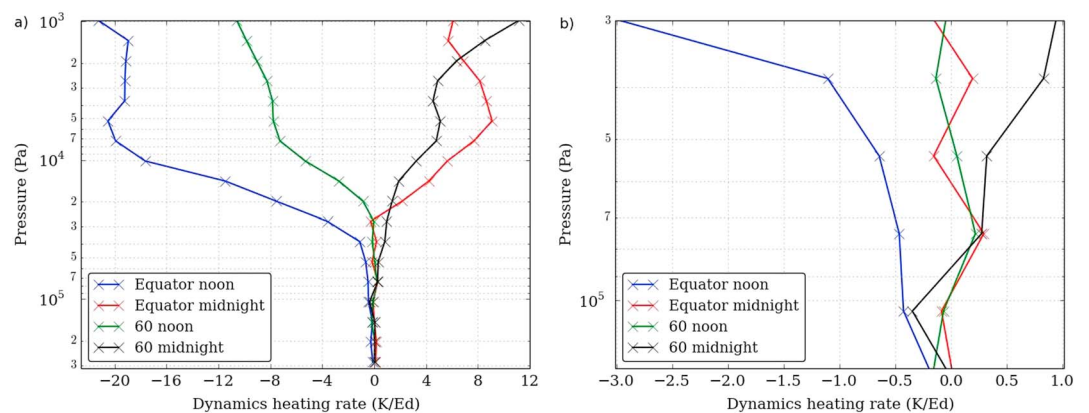 a)
10³
2
3
5
7
10⁴
2
3
5
7
10⁵
2
3
Pressure (Pa)
Equator noon
Equator midnight
60 noon
60 midnight
−20 −16 −12 −8 −4 0 4 8 12
Dynamics heating rate (K/Ed)
b)
3
5
7
10⁵
Pressure (Pa)
Equator noon
Equator midnight
60 noon
60 midnight
−3.0 −2.5 −2.0 −1.5 −1.0 −0.5 0.0 0.5 1.0
Dynamics heating rate (K/Ed)